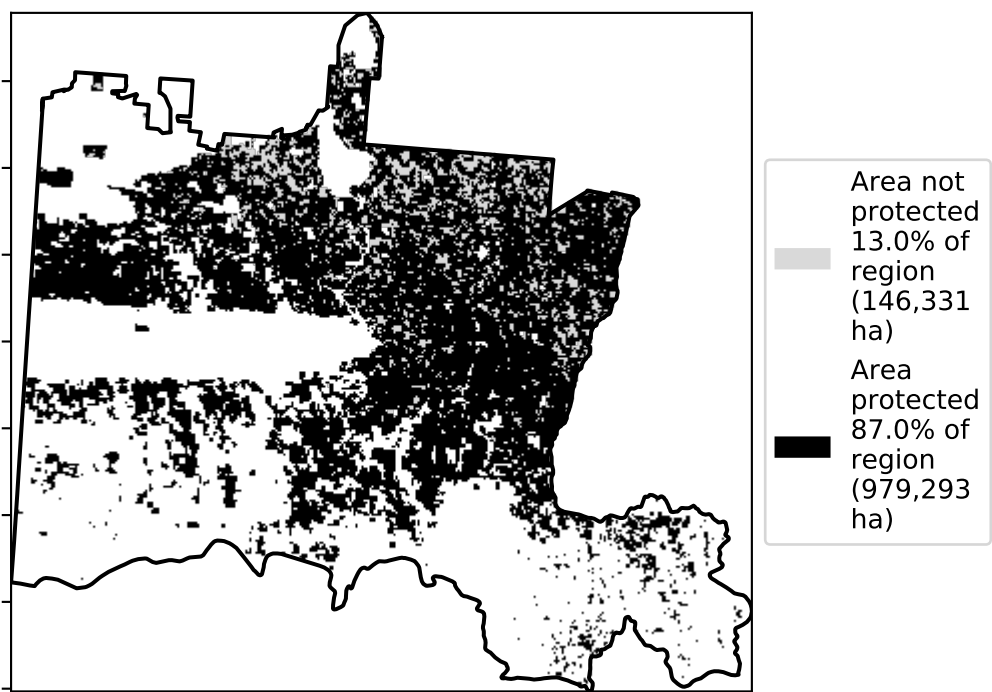 Area not
protected
13.0% of
region
(146,331
ha)
Area
protected
87.0% of
region
(979,293
ha)